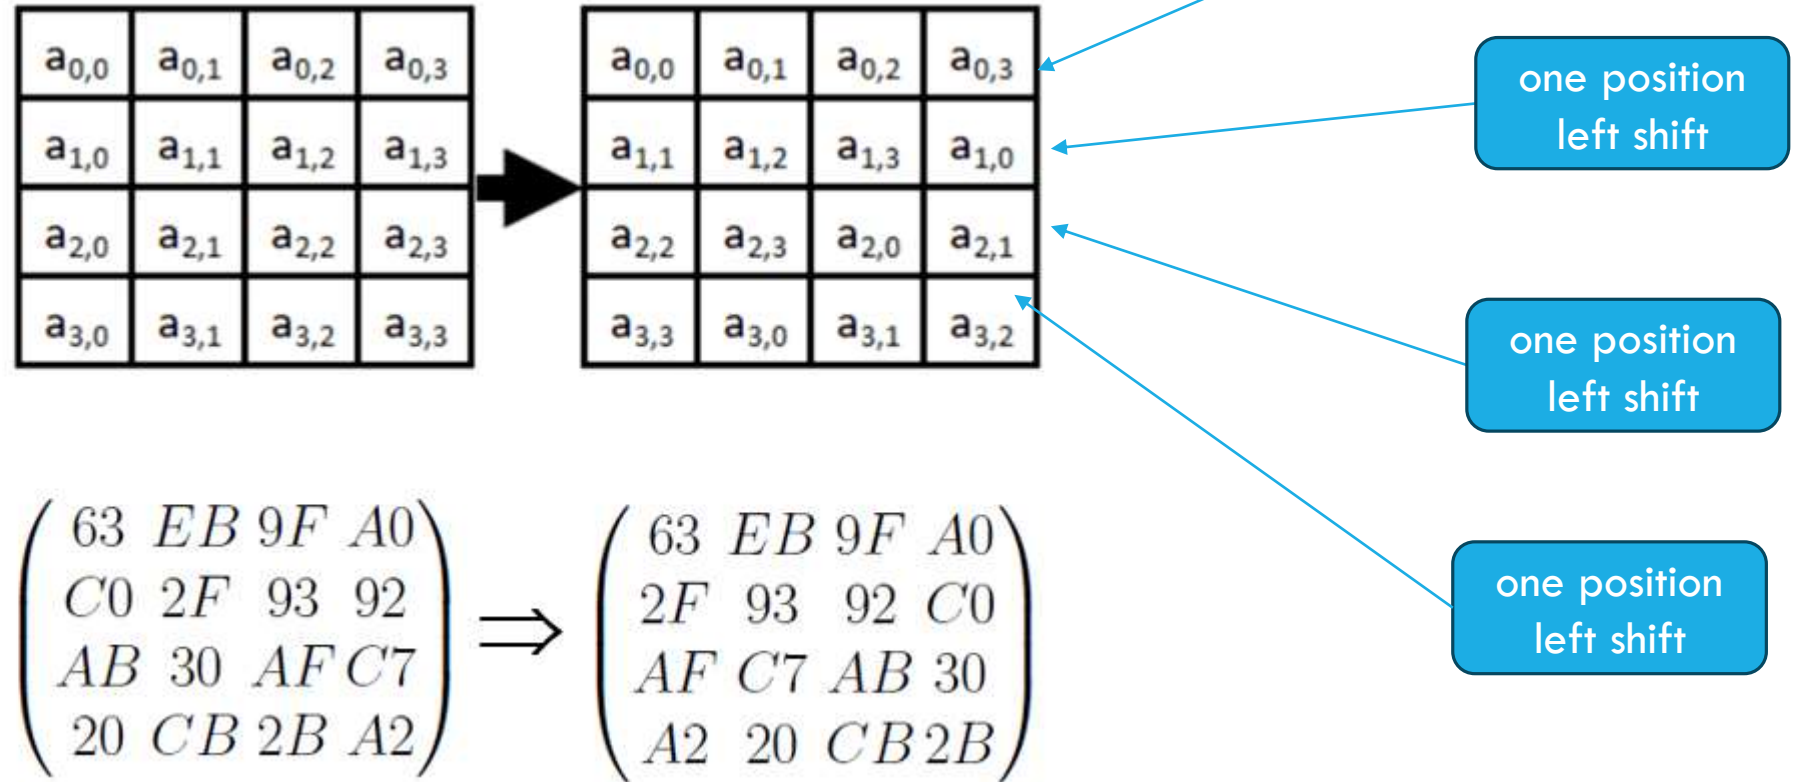 a0,0 a0,1 a0,2 a0,3
a1,0 a1,1 a1,2 a1,3
a2,0 a2,1 a2,2 a2,3
a3,0 a3,1 a3,2 a3,3
a0,0 a0,1 a0,2 a0,3
a1,1 a1,2 a1,3 a1,0
a2,2 a2,3 a2,0 a2,1
a3,3 a3,0 a3,1 a3,2
one position
left shift
one position
left shift
one position
left shift
63 EB 9F A0
C0 2F 93 92
AB 30 AF C7
20 CB 2B A2
⇒
63 EB 9F A0
2F 93 92 C0
AF C7 AB 30
A2 20 CB 2B